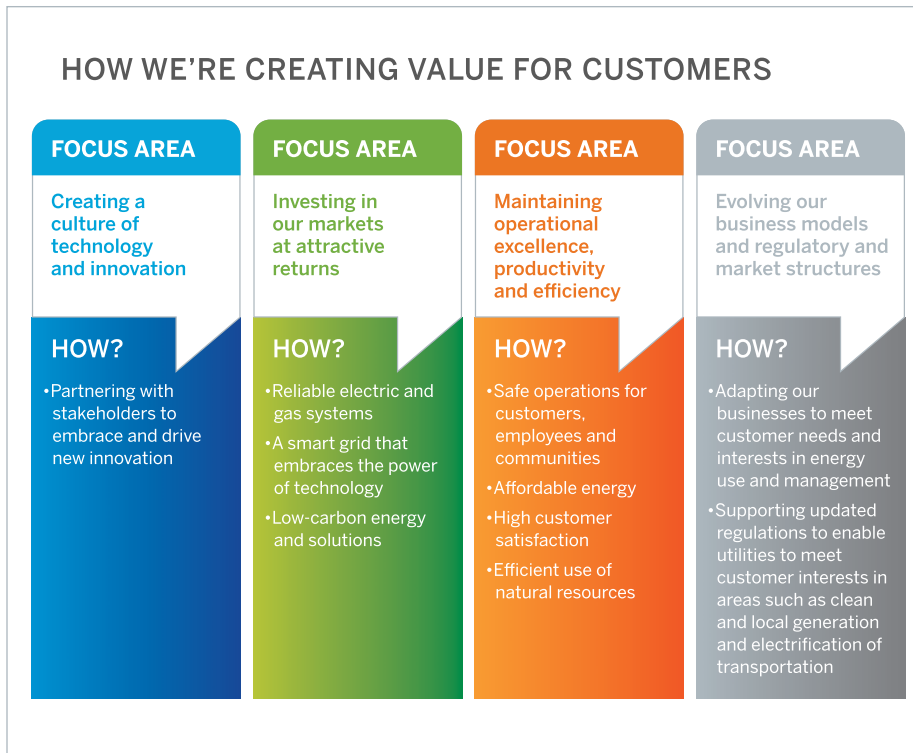 HOW WE'RE CREATING VALUE FOR CUSTOMERS
FOCUS AREA
Creating a
culture of
technology
and innovation
HOW?
•Partnering with
stakeholders to
embrace and drive
new innovation
FOCUS AREA
Investing in
our markets
at attractive
returns
HOW?
•Reliable electric and
gas systems
•A smart grid that
embraces the power
of technology
•Low-carbon energy
and solutions
FOCUS AREA
Maintaining
operational
excellence,
productivity
and efficiency
HOW?
•Safe operations for
customers,
employees and
communities
•Affordable energy
•High customer
satisfaction
•Efficient use of
natural resources
FOCUS AREA
Evolving our
business models
and regulatory and
market structures
HOW?
•Adapting our
businesses to meet
customer needs and
interests in energy
use and management
•Supporting updated
regulations to enable
utilities to meet
customer interests in
areas such as clean
and local generation
and electrification of
transportation